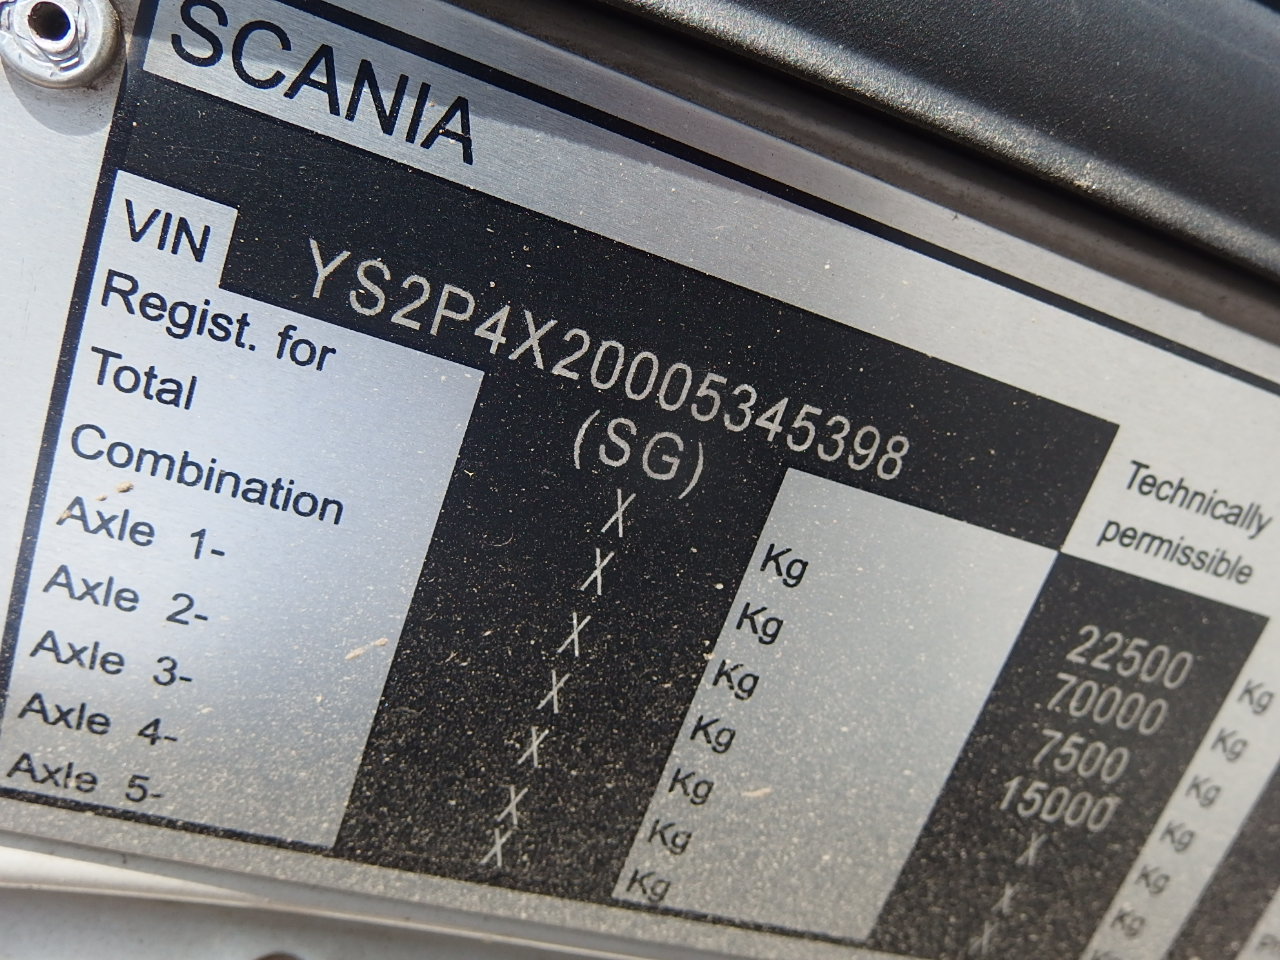 SCANIA
VIN YS2P4X20005345398
Regist. for (SG) Technically
permissible
Total X Kg 22500 Kg
Combination X Kg 70000 Kg
Axle 1- X Kg 7500 Kg
Axle 2- X Kg 15000 Kg
Axle 3- X Kg X Kg
Axle 4- X Kg X Kg
Axle 5- X Kg X